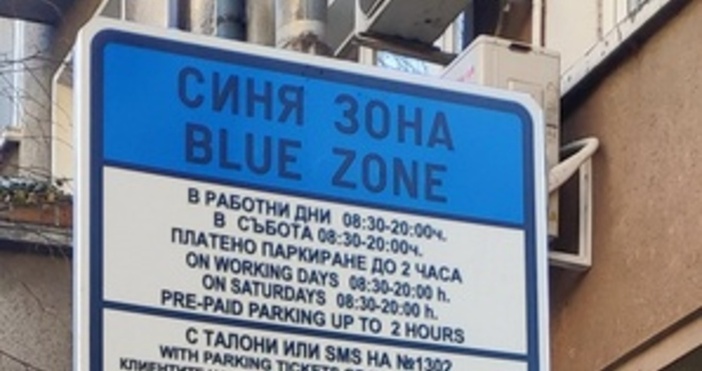 СИНЯ ЗОНА
BLUE ZONE
В РАБОТНИ ДНИ 08:30-20:00ч.
В СЪБОТА 08:30-20:00ч.
ПЛАТЕНО ПАРКИРАНЕ ДО 2 ЧАСА
ON WORKING DAYS 08:30-20:00 h.
ON SATURDAYS 08:30-20:00 h.
PRE-PAID PARKING UP TO 2 HOURS
С ТАЛОНИ ИЛИ SMS НА №1302
WITH PARKING TICKETS
КЛИЕНТИТЕ